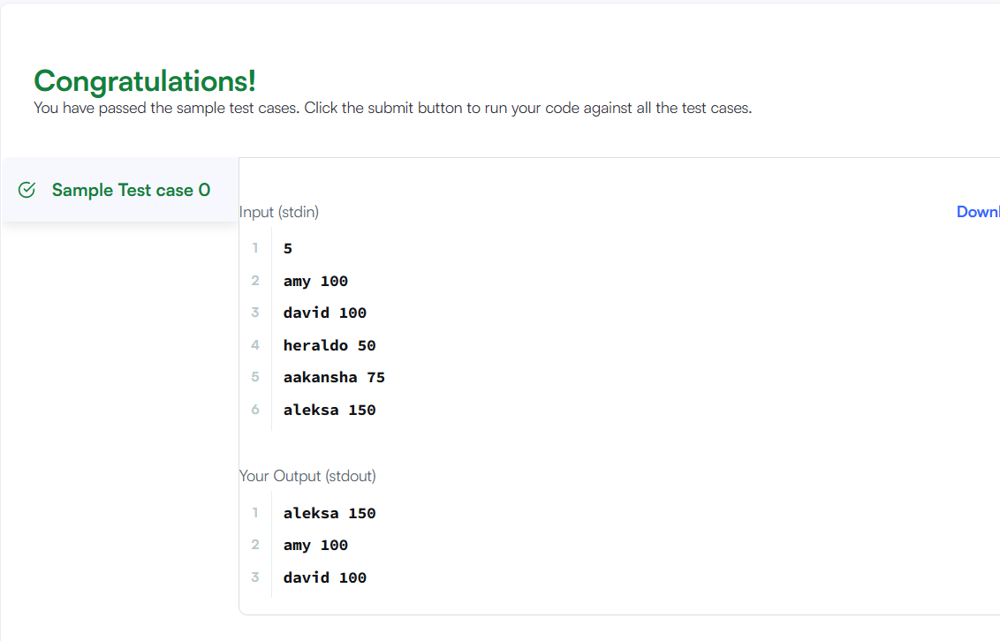 Congratulations!
You have passed the sample test cases. Click the submit button to run your code against all the test cases.
Sample Test case 0
Input (stdin)
Downl
1 5
2 amy 100
3 david 100
4 heraldo 50
5 aakansha 75
6 aleksa 150
Your Output (stdout)
1 aleksa 150
2 amy 100
3 david 100